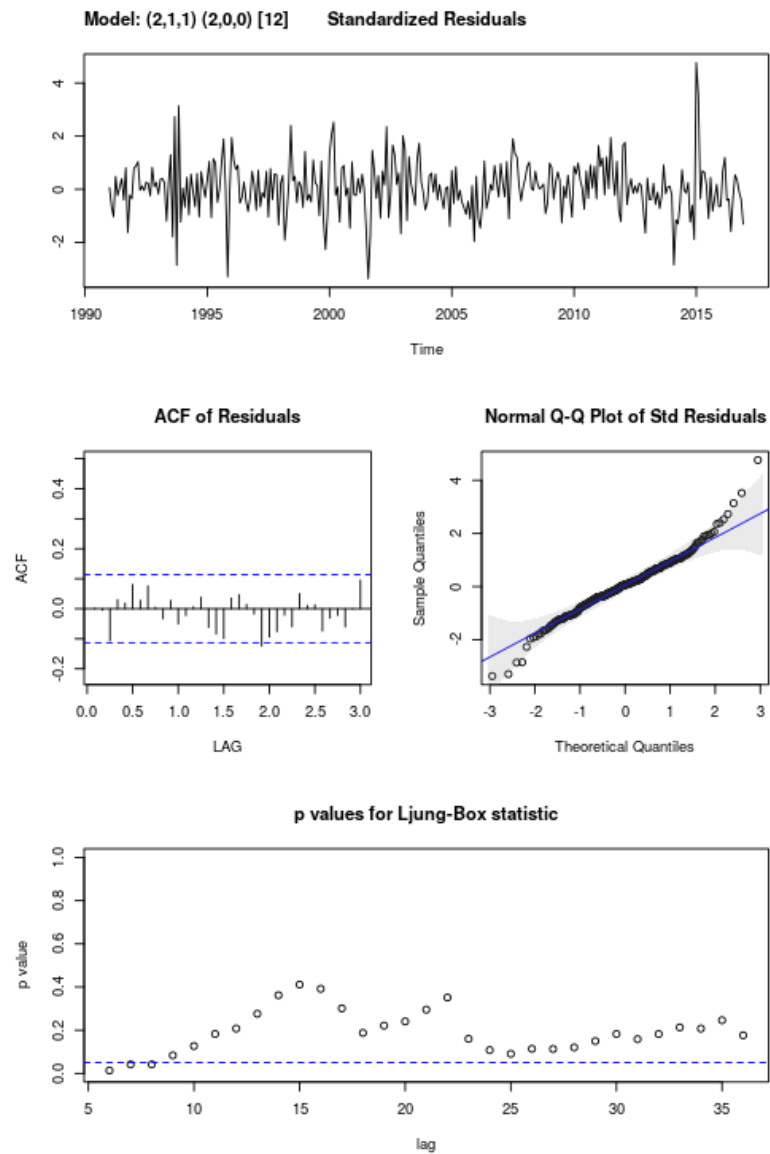 Model: (2,1,1) (2,0,0) [12] Standardized Residuals
4
2
0
-2
1990 1995 2000 2005 2010 2015
Time
ACF of Residuals
ACF
0.4
0.2
0.0
-0.2
0.0 0.5 1.0 1.5 2.0 2.5 3.0
LAG
Normal Q-Q Plot of Std Residuals
Sample Quantiles
4
2
0
-2
-3 -2 -1 0 1 2 3
Theoretical Quantiles
p values for Ljung-Box statistic
p value
1.0
0.8
0.6
0.4
0.2
0.0
5 10 15 20 25 30 35
lag